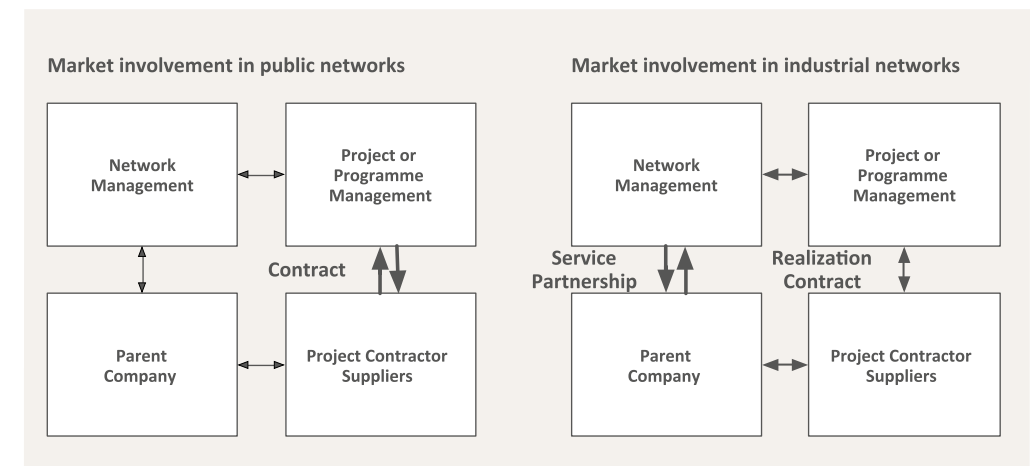 Market involvement in public networks
Network
Management
Project or
Programme
Management
Contract
Parent
Company
Project Contractor
Suppliers
Market involvement in industrial networks
Network
Management
Project or
Programme
Management
Service
Partnership
Realization
Contract
Parent
Company
Project Contractor
Suppliers